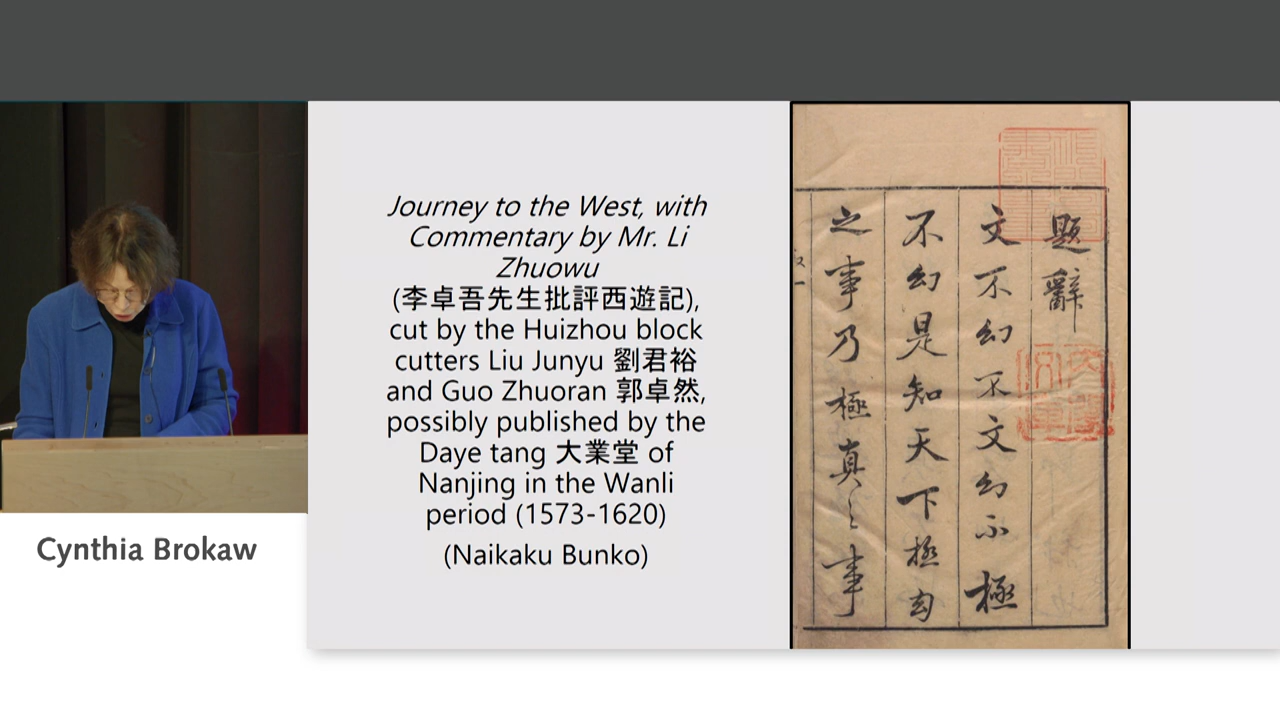 Cynthia Brokaw
Journey to the West, with
Commentary by Mr. Li
Zhuowu
(李卓吾先生批評西遊記),
cut by the Huizhou block
cutters Liu Junyu 劉君裕
and Guo Zhuoran 郭卓然,
possibly published by the
Daye tang 大業堂 of
Nanjing in the Wanli
period (1573-1620)
(Naikaku Bunko)
題辭
文不幻不文幻不極
不幻是知天下極幻
之事乃極真之事